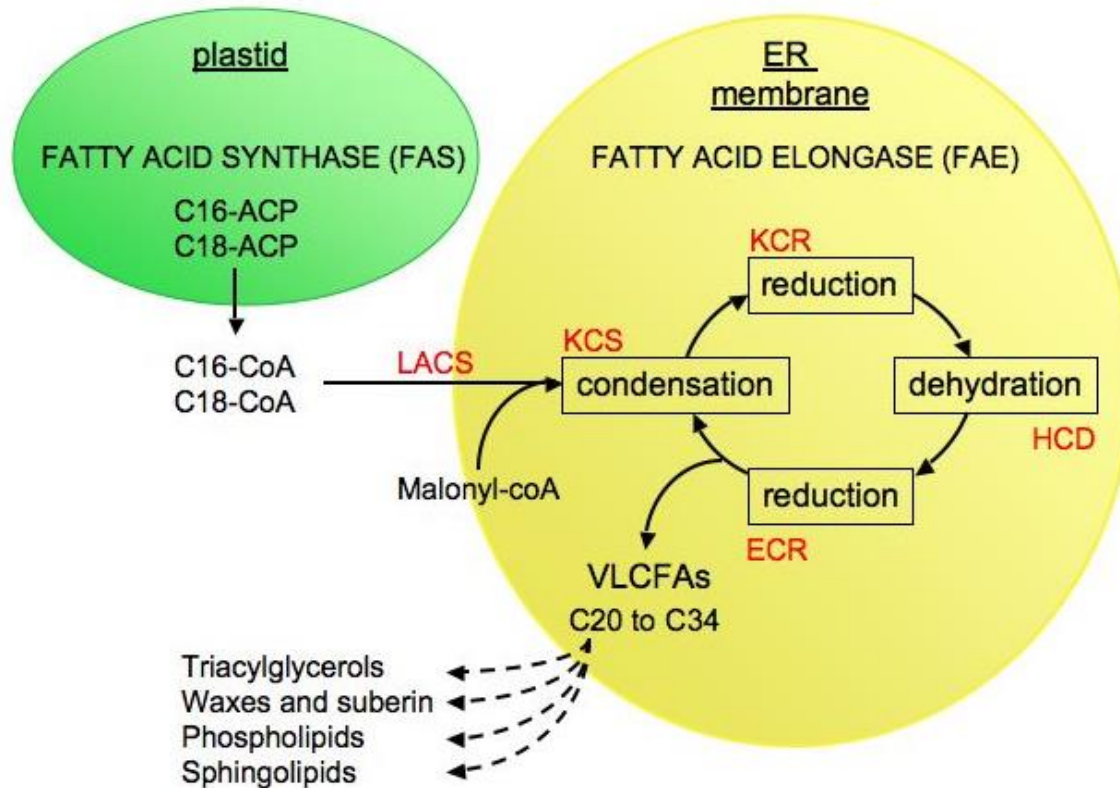 plastid
FATTY ACID SYNTHASE (FAS)
C16-ACP
C18-ACP
C16-CoA
C18-CoA
LACS
Malonyl-coA
ER
membrane
FATTY ACID ELONGASE (FAE)
KCR
reduction
KCS
condensation
dehydration
HCD
reduction
ECR
VLCFAs
C20 to C34
Triacylglycerols
Waxes and suberin
Phospholipids
Sphingolipids